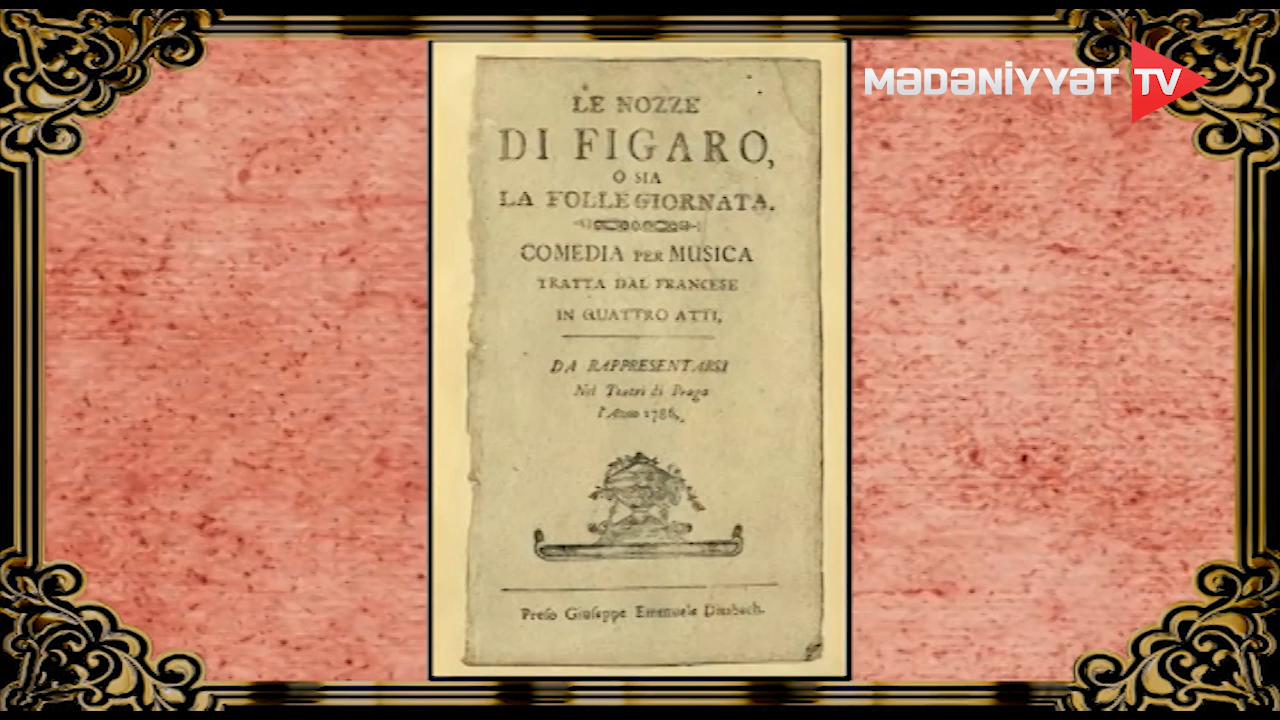 MƏDƏNİYYƏT TV
LE NOZZE
DI FIGARO,
O SIA
LA FOLLE GIORNATA.
COMEDIA PER MUSICA
TRATTA DAL FRANCESE
IN QUATTRO ATTI,
DA RAPPRESENTARSI
Nel Teatro di Praga
l'Anno 1786.
Preſo Giuſeppe Emanuele Diesbach.